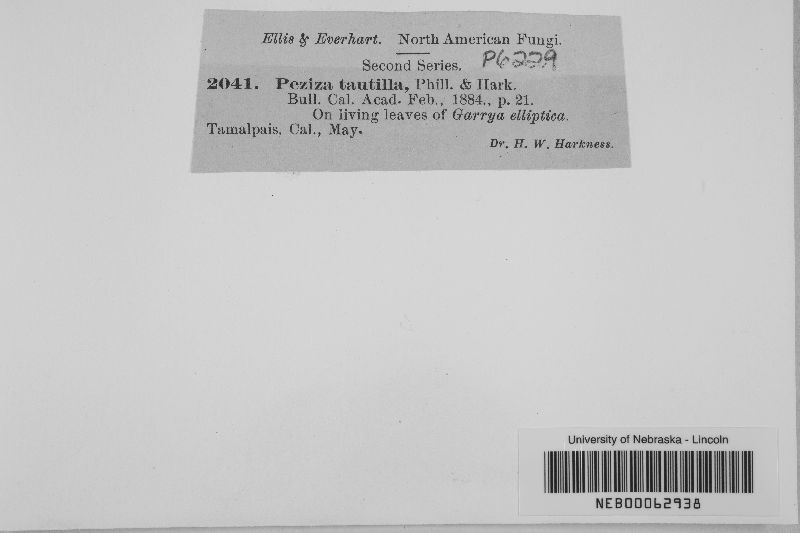 Ellis & Everhart. North American Fungi.
Second Series. P6229
2041. Peziza tautilla, Phill. & Hark.
Bull. Cal. Acad. Feb., 1884., p. 21.
On living leaves of Garrya elliptica.
Tamalpais, Cal., May.
Dr. H. W. Harkness.
University of Nebraska - Lincoln
NEB00062938